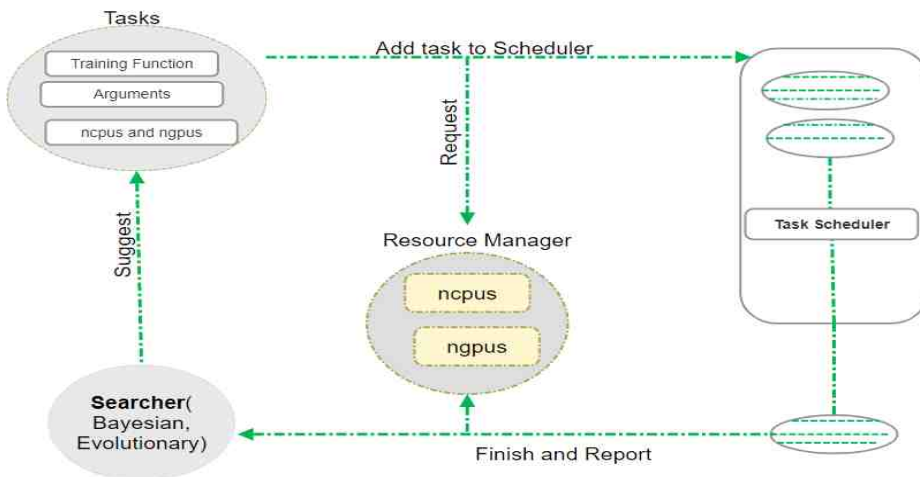 Tasks
Training Function
Arguments
ncpus and ngpus
Add task to Scheduler
Request
Task Scheduler
Suggest
Resource Manager
ncpus
ngpus
Searcher(
Bayesian,
Evolutionary)
Finish and Report